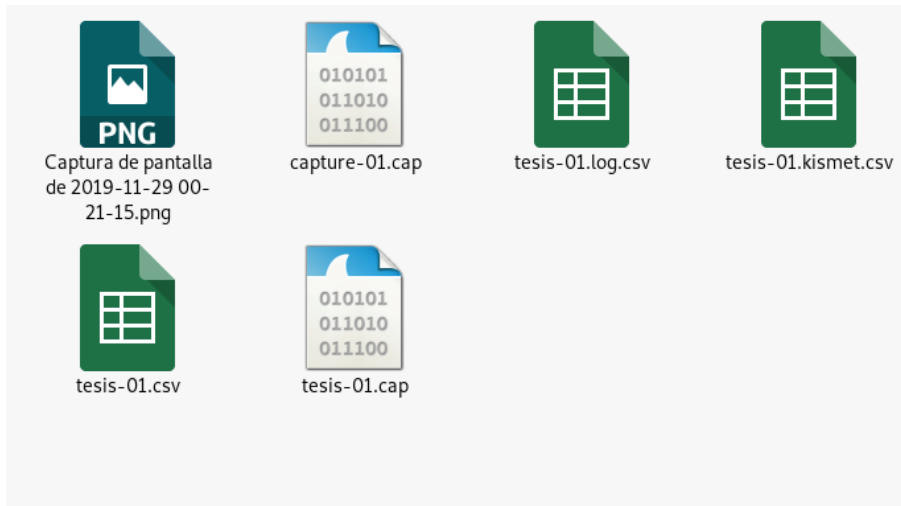 PNG
Captura de pantalla
de 2019-11-29 00-
21-15.png
010101
011010
011100
capture-01.cap
tesis-01.log.csv
tesis-01.kismet.csv
tesis-01.csv
010101
011010
011100
tesis-01.cap